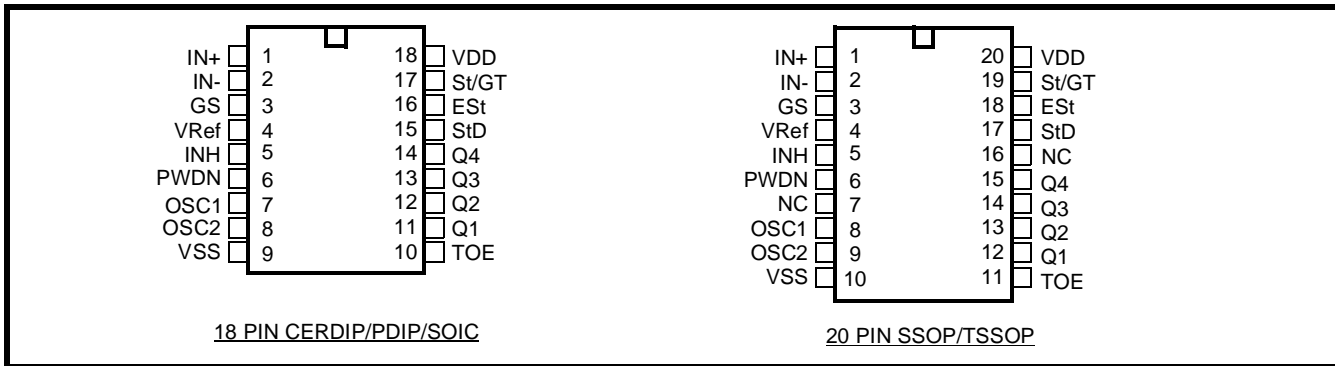 IN+ 1 18 VDD
IN- 2 17 St/GT
GS 3 16 ESt
VRef 4 15 StD
INH 5 14 Q4
PWDN 6 13 Q3
OSC1 7 12 Q2
OSC2 8 11 Q1
VSS 9 10 TOE
18 PIN CERDIP/PDIP/SOIC
IN+ 1 20 VDD
IN- 2 19 St/GT
GS 3 18 ESt
VRef 4 17 StD
INH 5 16 NC
PWDN 6 15 Q4
NC 7 14 Q3
OSC1 8 13 Q2
OSC2 9 12 Q1
VSS 10 11 TOE
20 PIN SSOP/TSSOP